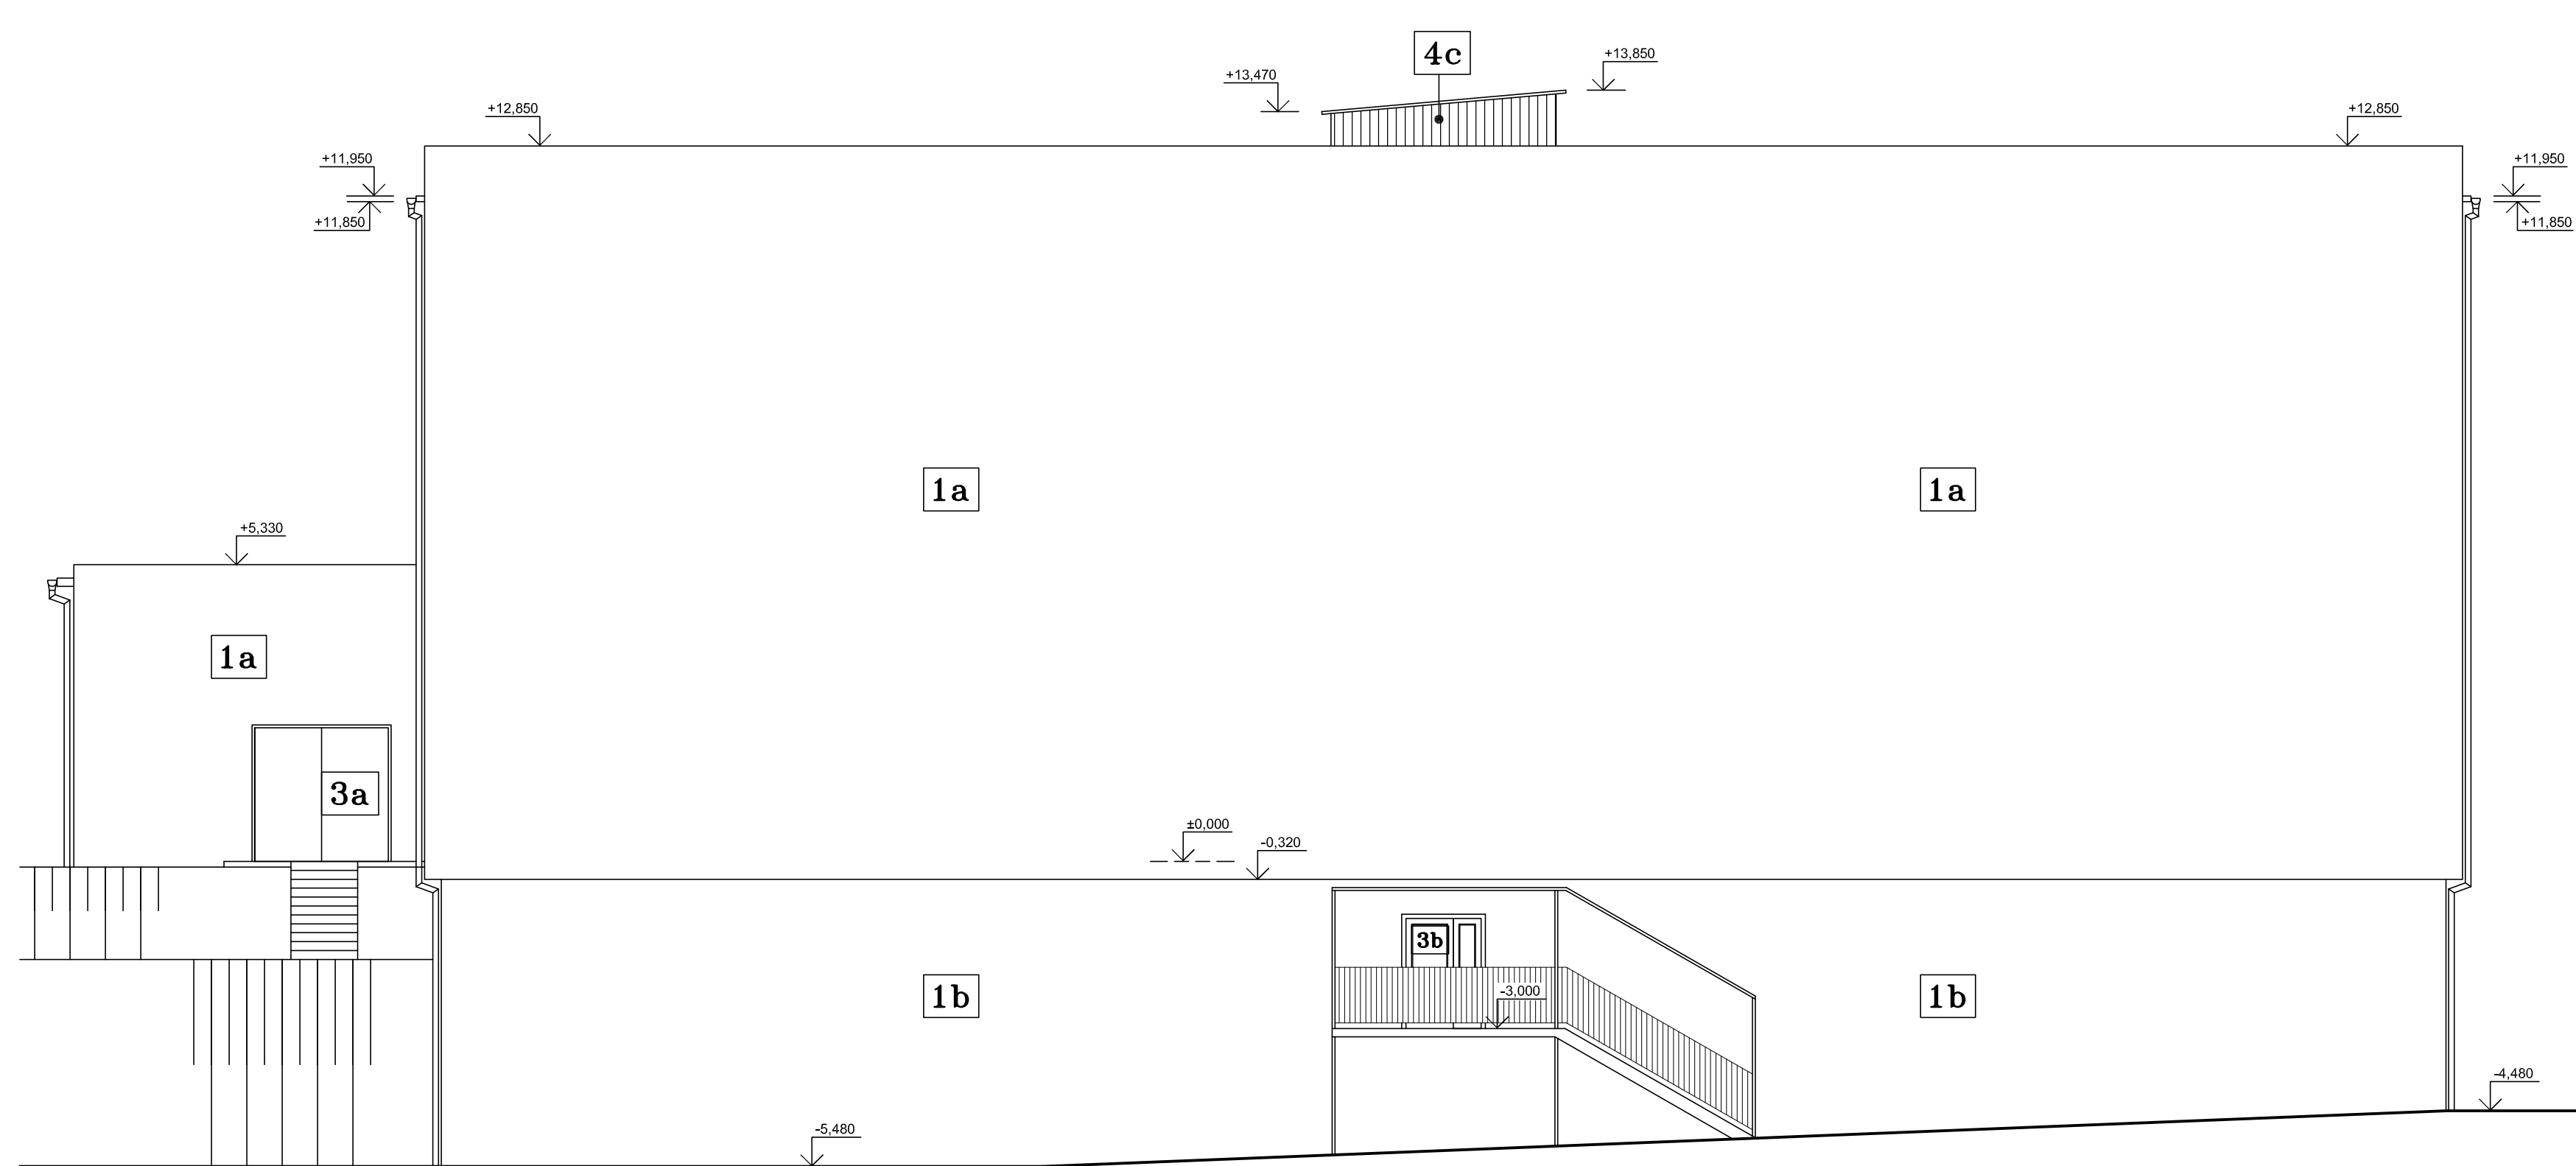 4c
+13,850
+13,470
+12,850
+12,850
+11,950
+11,950
+11,850
+11,850
1a
1a
+5,330
1a
3a
±0,000
-0,320
3b
-3,000
1b
1b
-4,480
-5,480